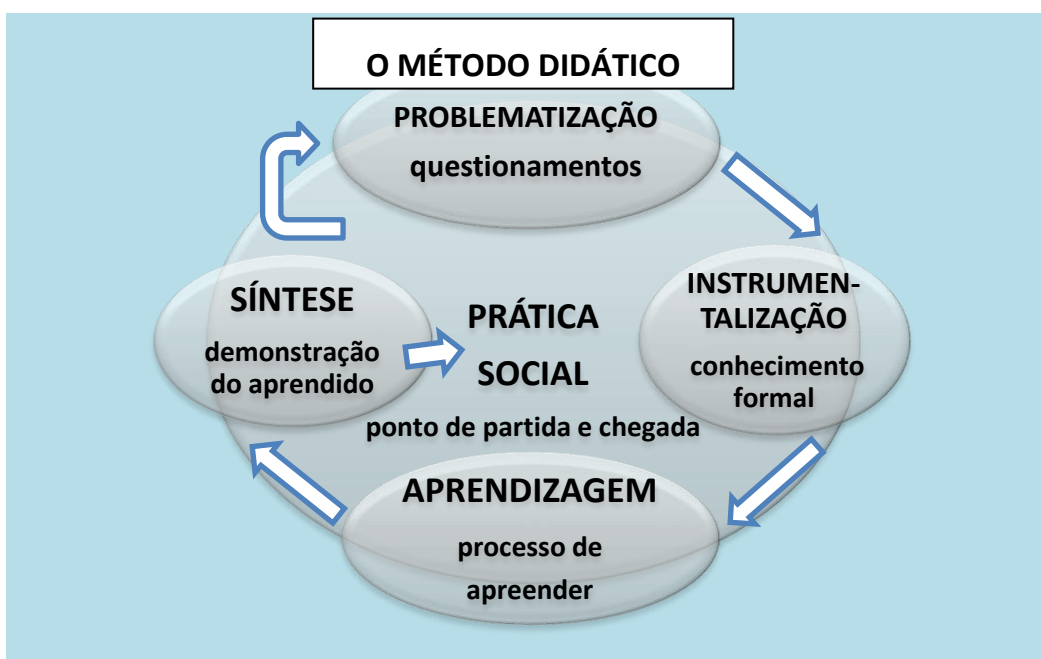 O MÉTODO DIDÁTICO
PROBLEMATIZAÇÃO
questionamentos
INSTRUMEN-
TALIZAÇÃO
conhecimento
formal
APRENDIZAGEM
processo de
apreender
SÍNTESE
demonstração
do aprendido
PRÁTICA
SOCIAL
ponto de partida e chegada